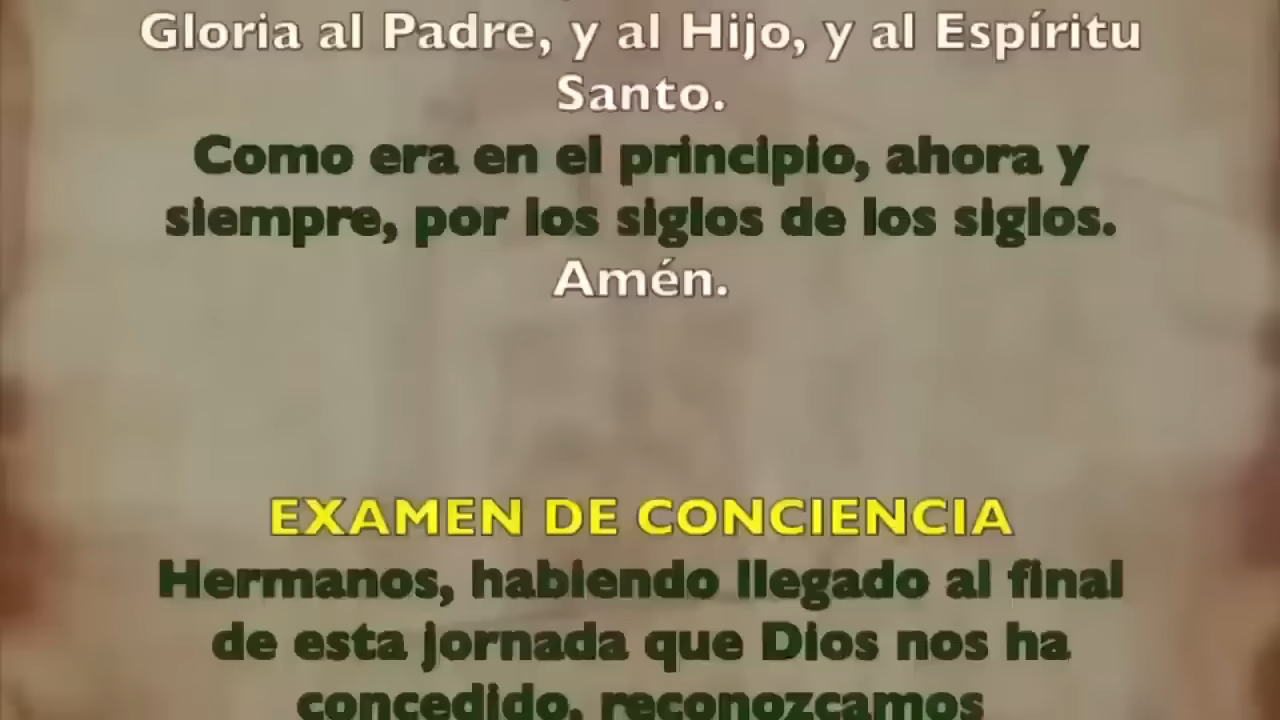 Gloria al Padre, y al Hijo, y al Espíritu
Santo.
Como era en el principio, ahora y
siempre, por los siglos de los siglos.
Amén.
EXAMEN DE CONCIENCIA
Hermanos, habiendo llegado al final
de esta jornada que Dios nos ha
concedido, reconozcamos